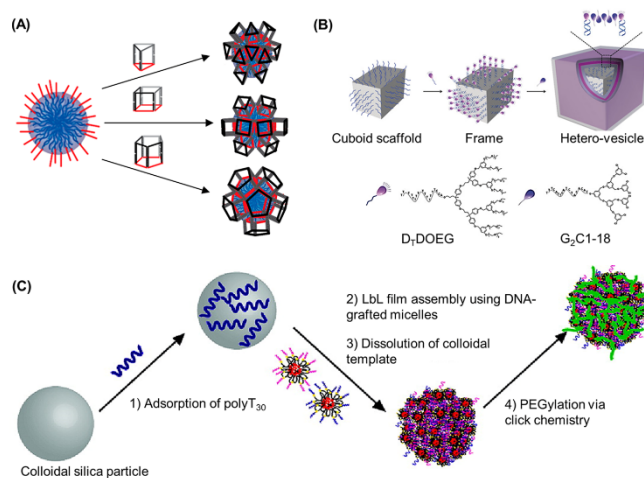 (A)
(B)
Cuboid scaffold
Frame
Hetero-vesicle
DTDOEG
G2C1-18
(C)
1) Adsorption of polyT30
Colloidal silica particle
2) LbL film assembly using DNA-
grafted micelles
3) Dissolution of colloidal
template
4) PEGylation via
click chemistry